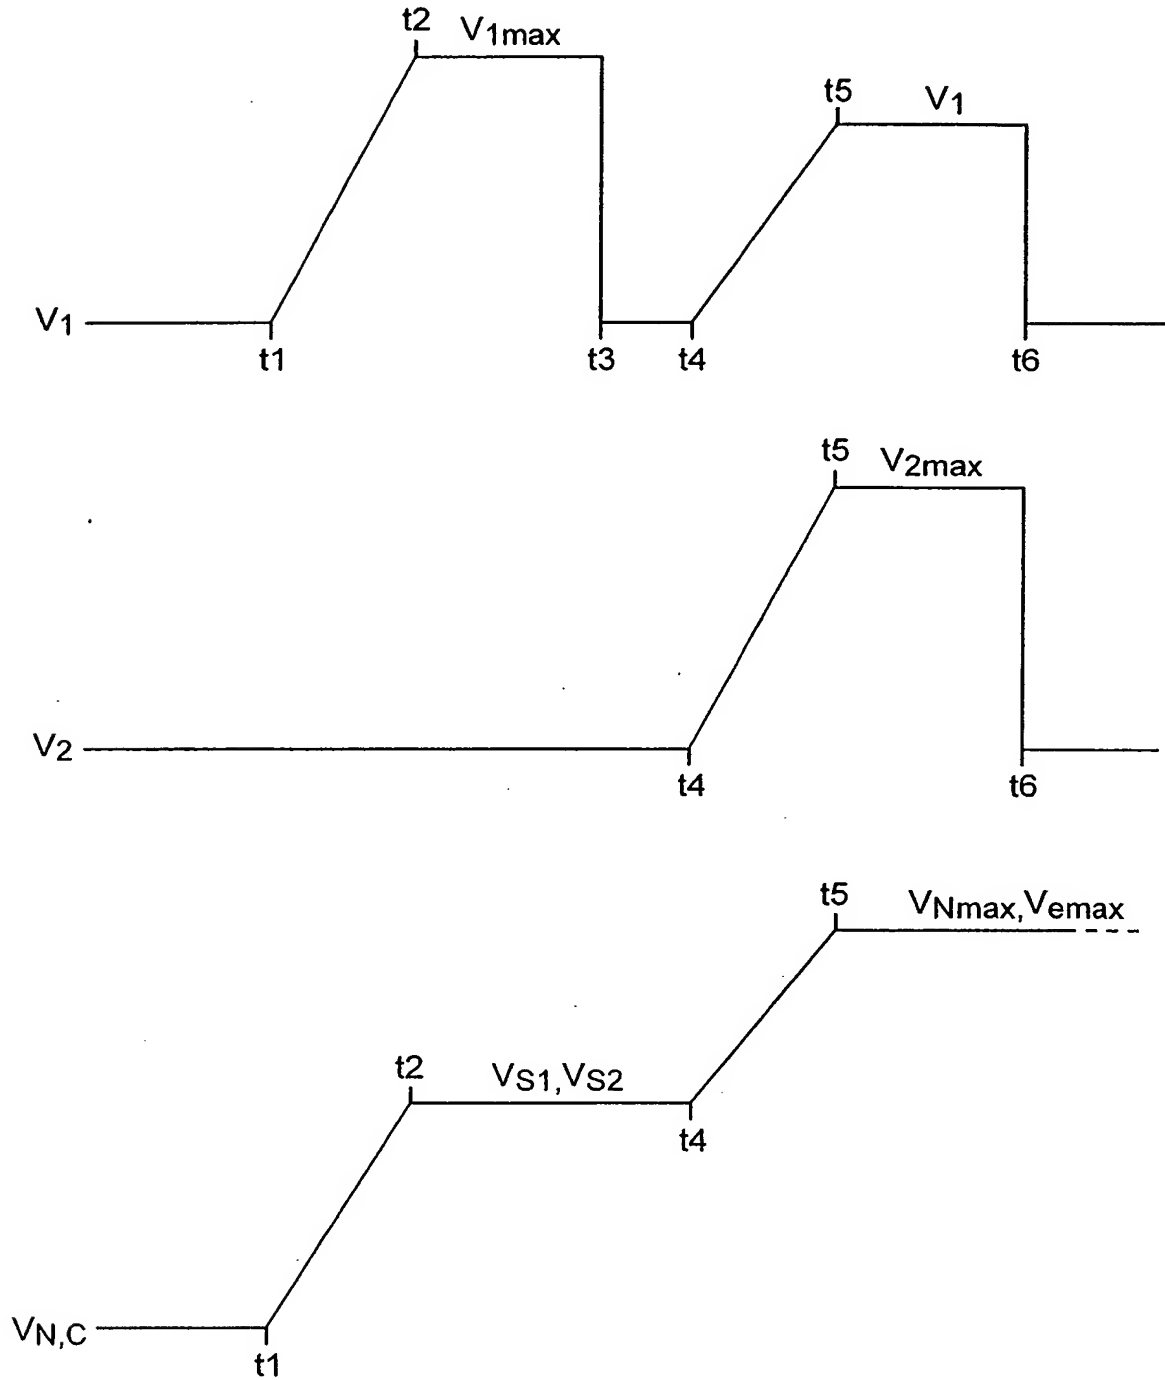 t2 V1max
t5 V1
V1
t1 t3 t4 t6
t5 V2max
V2
t4 t6
t5 VNmax,Vemax
t2 VS1,VS2
t4
VN,C
t1